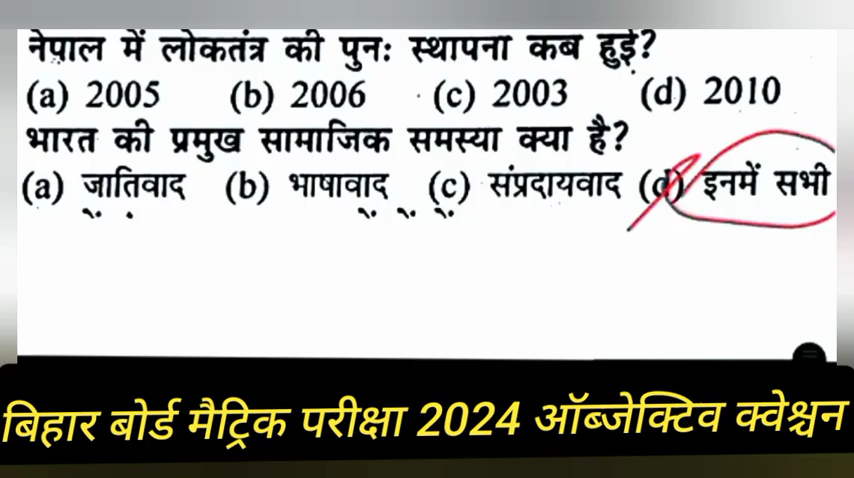 नेपाल में लोकतंत्र की पुनः स्थापना कब हुई?
(a) 2005 (b) 2006 (c) 2003 (d) 2010
भारत की प्रमुख सामाजिक समस्या क्या है?
(a) जातिवाद (b) भाषावाद (c) संप्रदायवाद (d) इनमें सभी
बिहार बोर्ड मैट्रिक परीक्षा 2024 ऑब्जेक्टिव क्वेश्चन